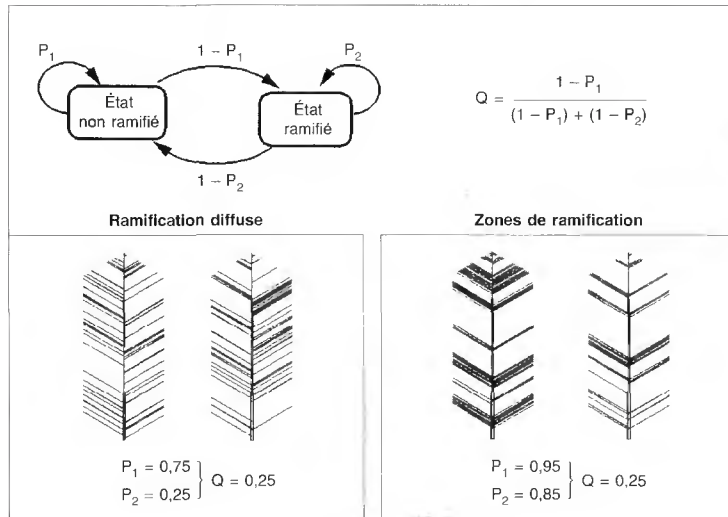 P1 1 – P1 P2
État
non ramifié
État
ramifié
1 – P2
Q = 1 – P1 / (1 – P1) + (1 – P2)
Ramification diffuse
Zones de ramification
P1 = 0,75
P2 = 0,25
} Q = 0,25
P1 = 0,95
P2 = 0,85
} Q = 0,25